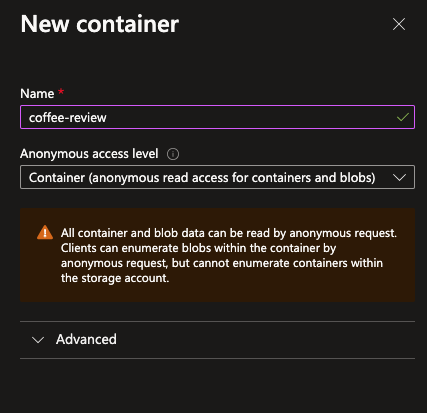 New container
Name *
coffee-review
Anonymous access level
Container (anonymous read access for containers and blobs)
All container and blob data can be read by anonymous request.
Clients can enumerate blobs within the container by
anonymous request, but cannot enumerate containers within
the storage account.
Advanced